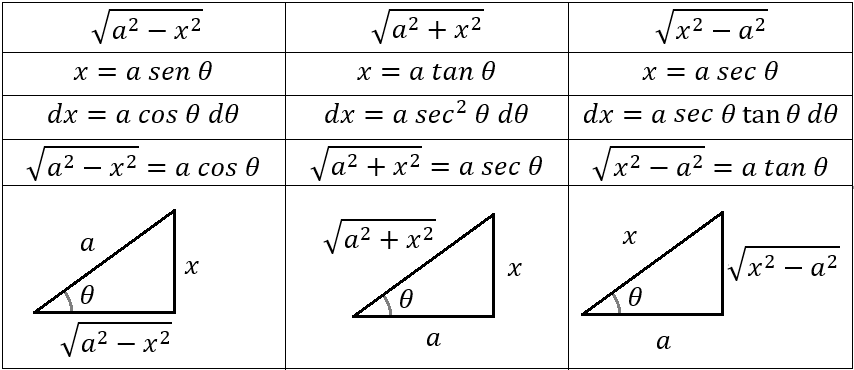 √(a² − x²) √(a² + x²) √(x² − a²)
x = a sen θ x = a tan θ x = a sec θ
dx = a cos θ dθ dx = a sec² θ dθ dx = a sec θ tan θ dθ
√(a² − x²) = a cos θ √(a² + x²) = a sec θ √(x² − a²) = a tan θ
a
x
θ
√(a² − x²)
√(a² + x²)
x
θ
a
x
√(x² − a²)
θ
a